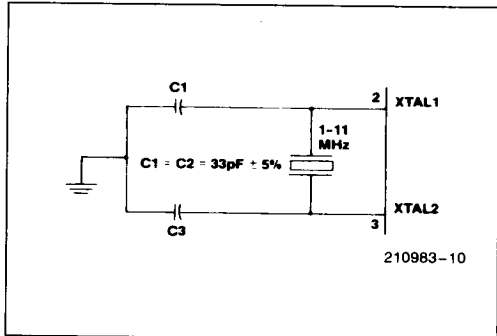 C1
2 XTAL1
1-11
MHz
C1 = C2 = 33pF ± 5%
XTAL2
3
C3
210983-10